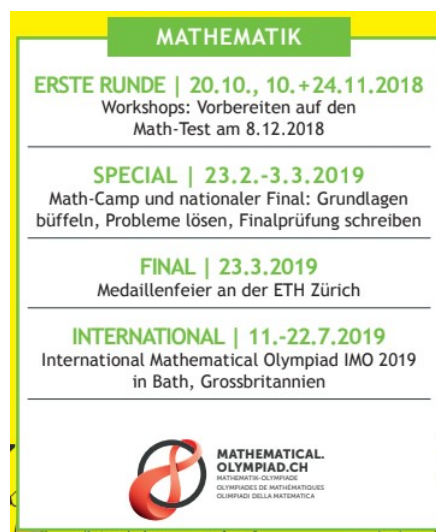 MATHEMATIK
ERSTE RUNDE | 20.10., 10.+24.11.2018
Workshops: Vorbereiten auf den
Math-Test am 8.12.2018
SPECIAL | 23.2.-3.3.2019
Math-Camp und nationaler Final: Grundlagen
büffeln, Probleme lösen, Finalprüfung schreiben
FINAL | 23.3.2019
Medaillenfeier an der ETH Zürich
INTERNATIONAL | 11.-22.7.2019
International Mathematical Olympiad IMO 2019
in Bath, Grossbritannien
MATHEMATICAL.
OLYMPIAD.CH
MATHEMATIK-OLYMPIADE
OLYMPIADES DE MATHÉMATIQUES
OLIMPIADI DELLA MATEMATICA